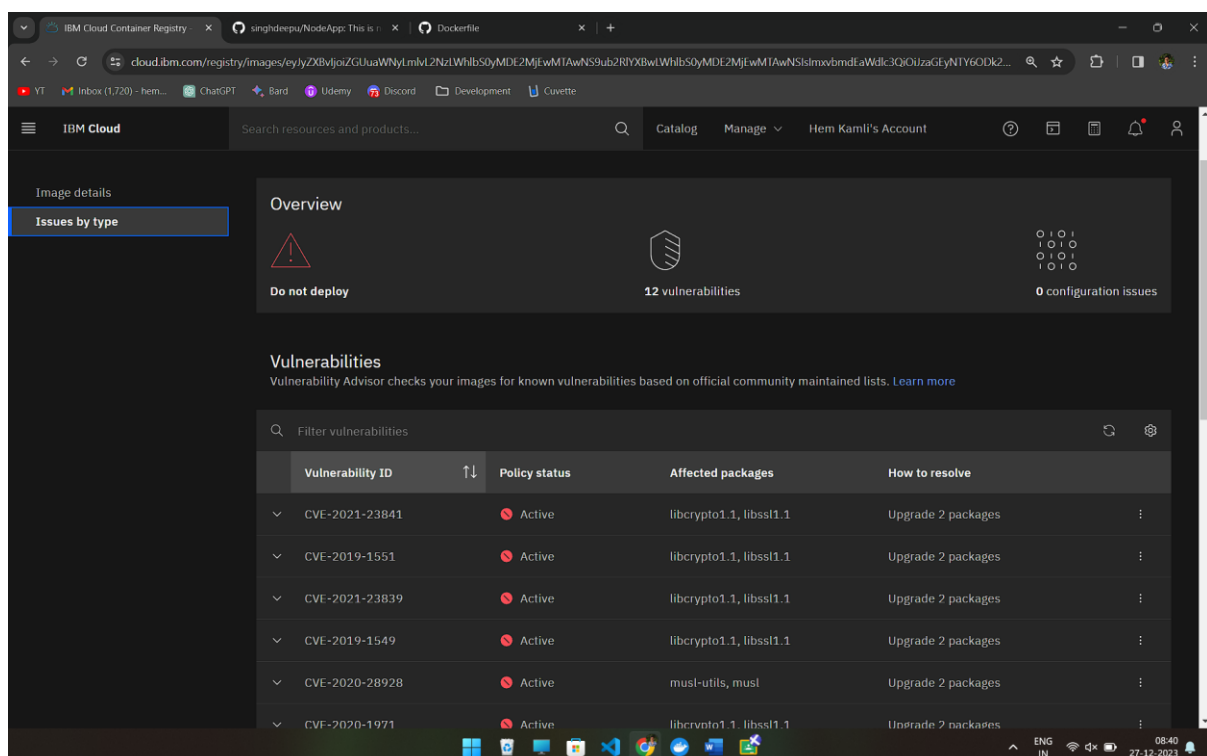 IBM Cloud Container Registry -
singhdeepu/NodeApp: This is n
Dockerfile
cloud.ibm.com/registry/images/
YT
Inbox (1,720) - hem...
ChatGPT
Bard
Udemy
Discord
Development
Cuvette
IBM Cloud
Search resources and products...
Catalog
Manage
Hem Kamli's Account
Image details
Issues by type
Overview
Do not deploy
12 vulnerabilities
0 configuration issues
Vulnerabilities
Vulnerability Advisor checks your images for known vulnerabilities based on official community maintained lists. Learn more
Filter vulnerabilities
Vulnerability ID Policy status Affected packages How to resolve
CVE-2021-23841 Active libcrypto1.1, libssl1.1 Upgrade 2 packages
CVE-2019-1551 Active libcrypto1.1, libssl1.1 Upgrade 2 packages
CVE-2021-23839 Active libcrypto1.1, libssl1.1 Upgrade 2 packages
CVE-2019-1549 Active libcrypto1.1, libssl1.1 Upgrade 2 packages
CVE-2020-28928 Active musl-utils, musl Upgrade 2 packages
CVE-2020-1971 Active libcrypto1.1, libssl1.1 Upgrade 2 packages
ENG
IN
08:40
27-12-2023